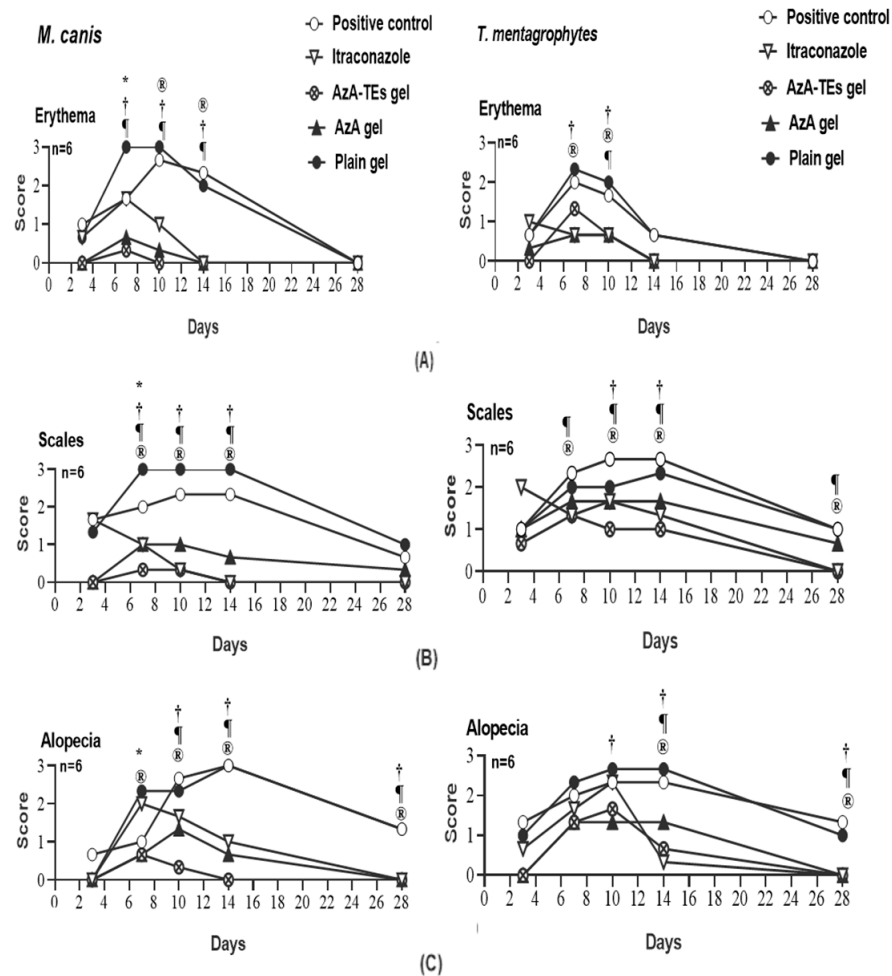 M. canis
Positive control
Itraconazole
AzA-TEs gel
AzA gel
Plain gel
* ® ®
† † †
¶ ¶ ¶
Erythema
n=6
3
2
1
0
Score
0 2 4 6 8 10 12 14 16 18 20 22 24 26 28
Days
T. mentagrophytes
Positive control
Itraconazole
AzA-TEs gel
AzA gel
Plain gel
† †
® ®
¶
Erythema
n=6
3
2
1
0
Score
0 2 4 6 8 10 12 14 16 18 20 22 24 26 28
Days
(A)
*
† † †
¶ ¶ ¶
® ® ®
Scales
n=6
3
2
1
0
Score
0 2 4 6 8 10 12 14 16 18 20 22 24 26 28
Days
† †
¶ ¶ ¶ ¶
® ® ® ®
Scales
n=6
3
2
1
0
Score
0 2 4 6 8 10 12 14 16 18 20 22 24 26 28
Days
(B)
† †
* ¶ ¶ †
® ® ® ¶
®
Alopecia
n=6
3
2
1
0
Score
0 2 4 6 8 10 12 14 16 18 20 22 24 26 28
Days
†
¶ †
† ® ¶
®
Alopecia
n=6
3
2
1
0
Score
0 2 4 6 8 10 12 14 16 18 20 22 24 26 28
Days
(C)